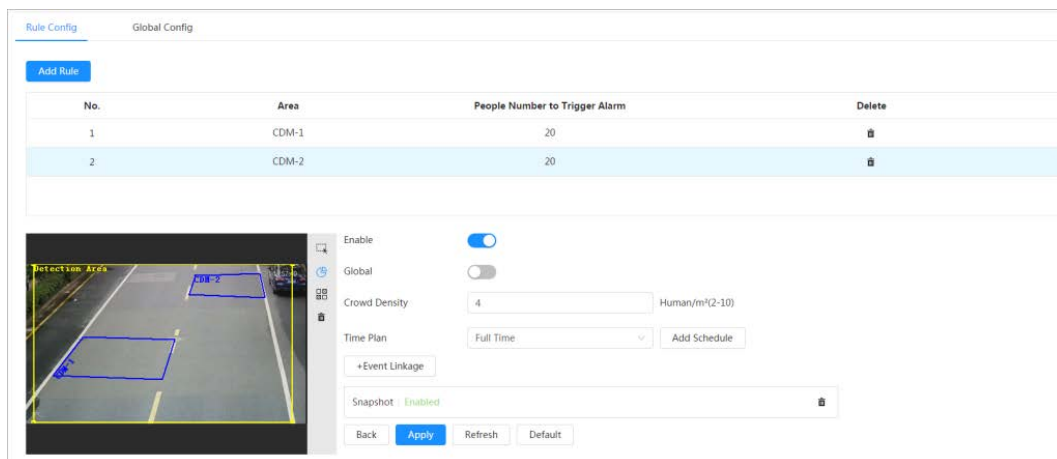 Rule Config Global Config
Add Rule
No. Area People Number to Trigger Alarm Delete
1 CDM-1 20
2 CDM-2 20
Detection Area
CDM-2
CDM-1
Enable
Global
Crowd Density 4 Human/m²(2-10)
Time Plan Full Time Add Schedule
+Event Linkage
Snapshot Enabled
Back Apply Refresh Default